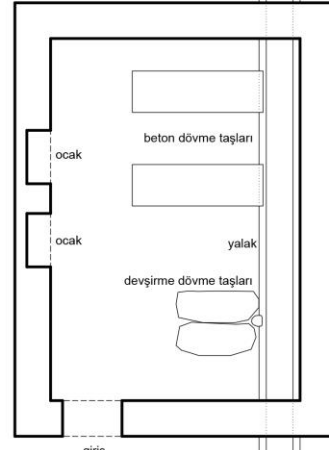 beton dövme taşları
ocak
ocak
yalak
devşirme dövme taşları
giriş